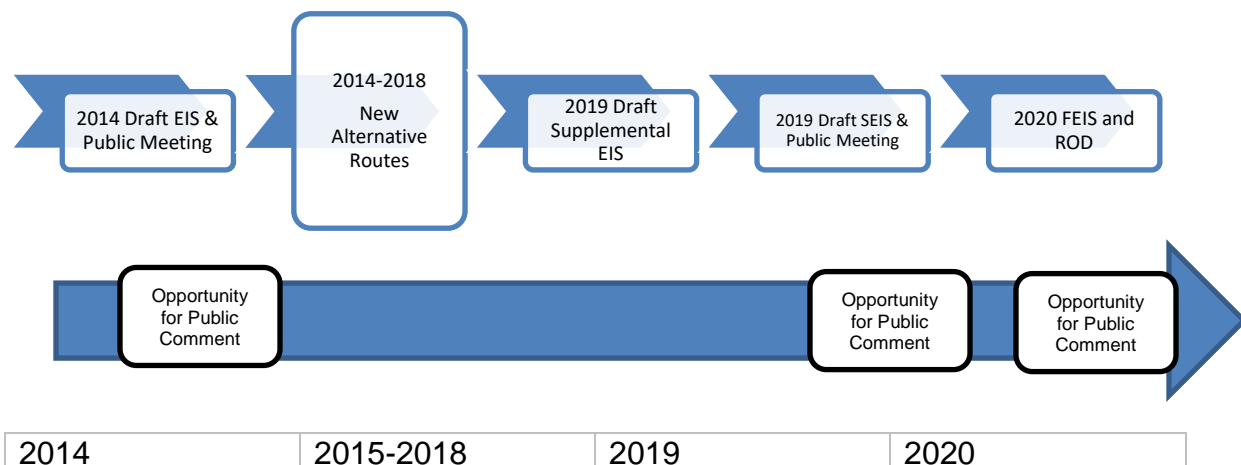 2014 Draft EIS &
Public Meeting
2014-2018
New
Alternative
Routes
2019 Draft
Supplemental
EIS
2019 Draft SEIS &
Public Meeting
2020 FEIS and
ROD
Opportunity
for Public
Comment
Opportunity
for Public
Comment
Opportunity
for Public
Comment
2014
2015-2018
2019
2020